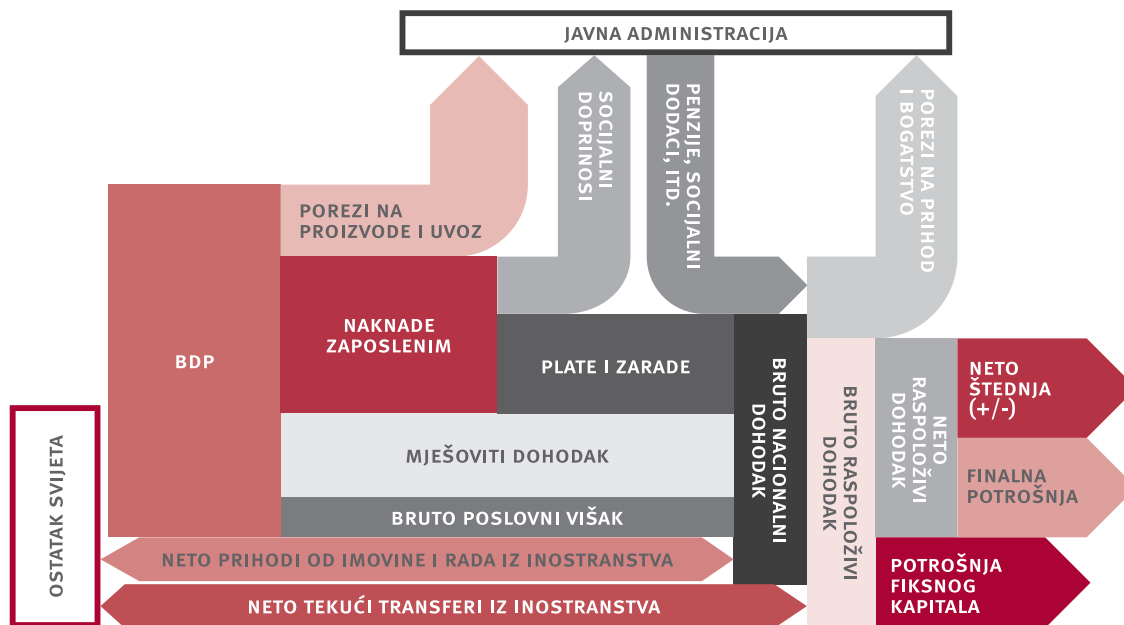 JAVNA ADMINISTRACIJA
SOCIJALNI
DOPRINOSI
PENZIJE, SOCIJALNI
DODACI, ITD.
POREZI NA PRIHOD
I BOGATSTVO
POREZI NA
PROIZVODE I UVOZ
BDP
NAKNADE
ZAPOSLENIM
PLATE I ZARADE
MJEŠOVITI DOHODAK
BRUTO POSLOVNI VIŠAK
BRUTO NACIONALNI
DOHODAK
BRUTO RASPOLOŽIVI
DOHODAK
NETO
RASPOLOŽIVI
DOHODAK
NETO
ŠTEDNJA
(+/-)
FINALNA
POTROŠNJA
POTROŠNJA
FIKSNOG
KAPITALA
OSTATAK SVIJETA
NETO PRIHODI OD IMOVINE I RADA IZ INOSTRANSTVA
NETO TEKUĆI TRANSFERI IZ INOSTRANSTVA